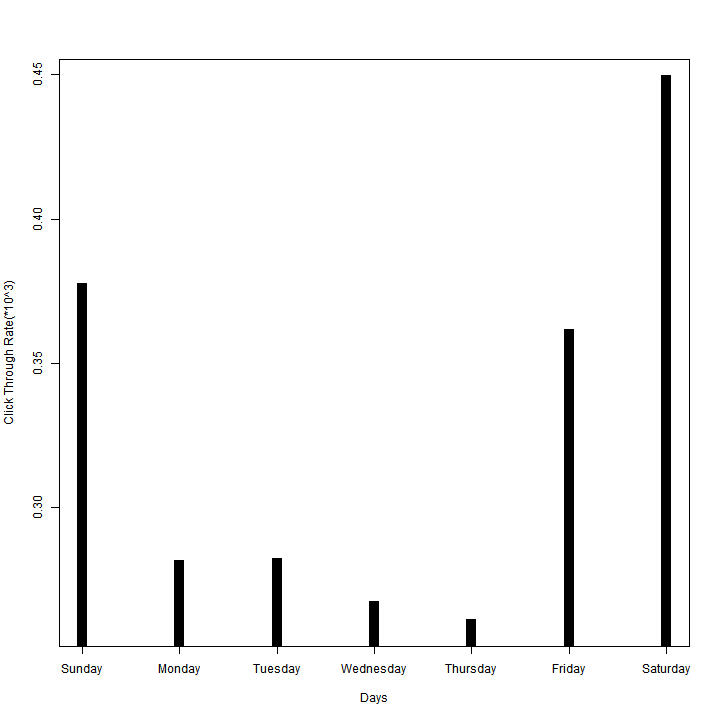 0.45
0.40
0.35
0.30
Click Through Rate(*10^3)
Sunday Monday Tuesday Wednesday Thursday Friday Saturday
Days